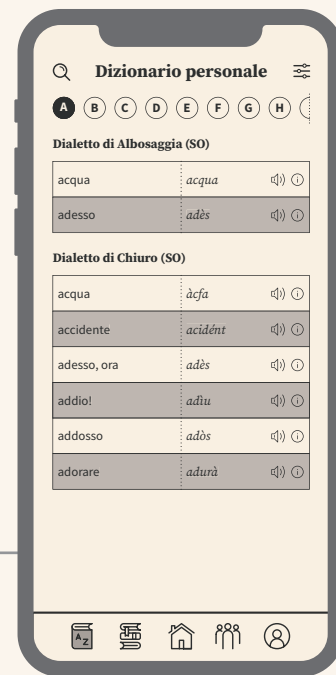 Dizionario personale
A B C D E F G H
Dialetto di Albosaggia (SO)
acqua acqua
adesso adès
Dialetto di Chiuro (SO)
acqua àcfa
accidente acidént
adesso, ora adès
addio! adìu
addosso adòs
adorare adurà
A Z